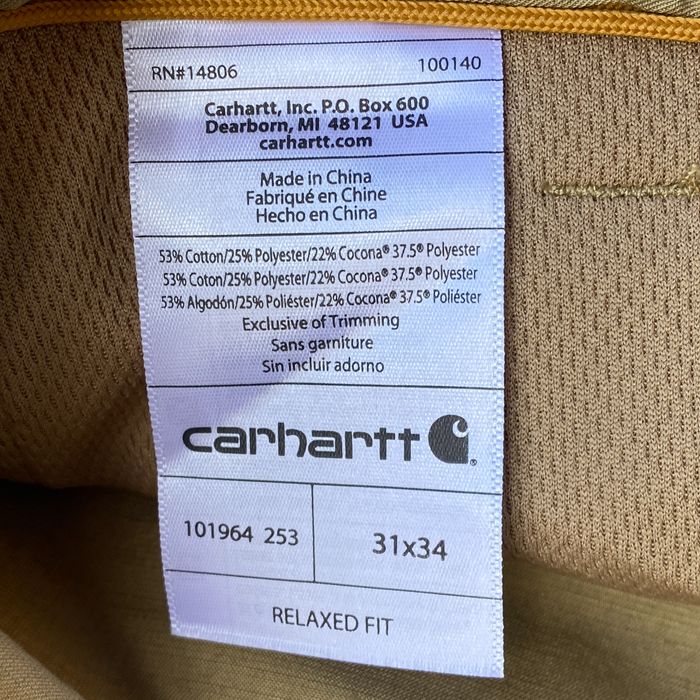 RN#14806 100140
Carhartt, Inc. P.O. Box 600
Dearborn, MI 48121 USA
carhartt.com
Made in China
Fabriqué en Chine
Hecho en China
53% Cotton/25% Polyester/22% Cocona® 37.5® Polyester
53% Coton/25% Polyester/22% Cocona® 37.5® Polyester
53% Algodón/25% Poliéster/22% Cocona® 37.5® Poliéster
Exclusive of Trimming
Sans garniture
Sin incluir adorno
carhartt ®
101964 253 31x34
RELAXED FIT